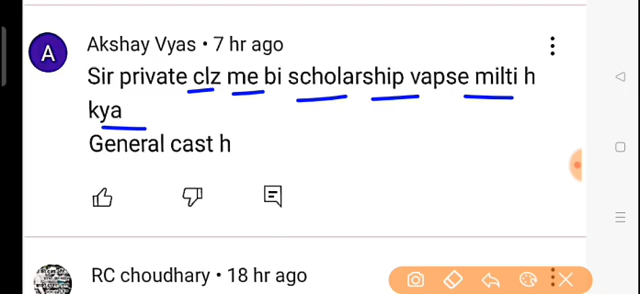 A
Akshay Vyas • 7 hr ago
Sir private clz me bi scholarship vapse milti h
kya
General cast h
RC choudhary • 18 hr ago